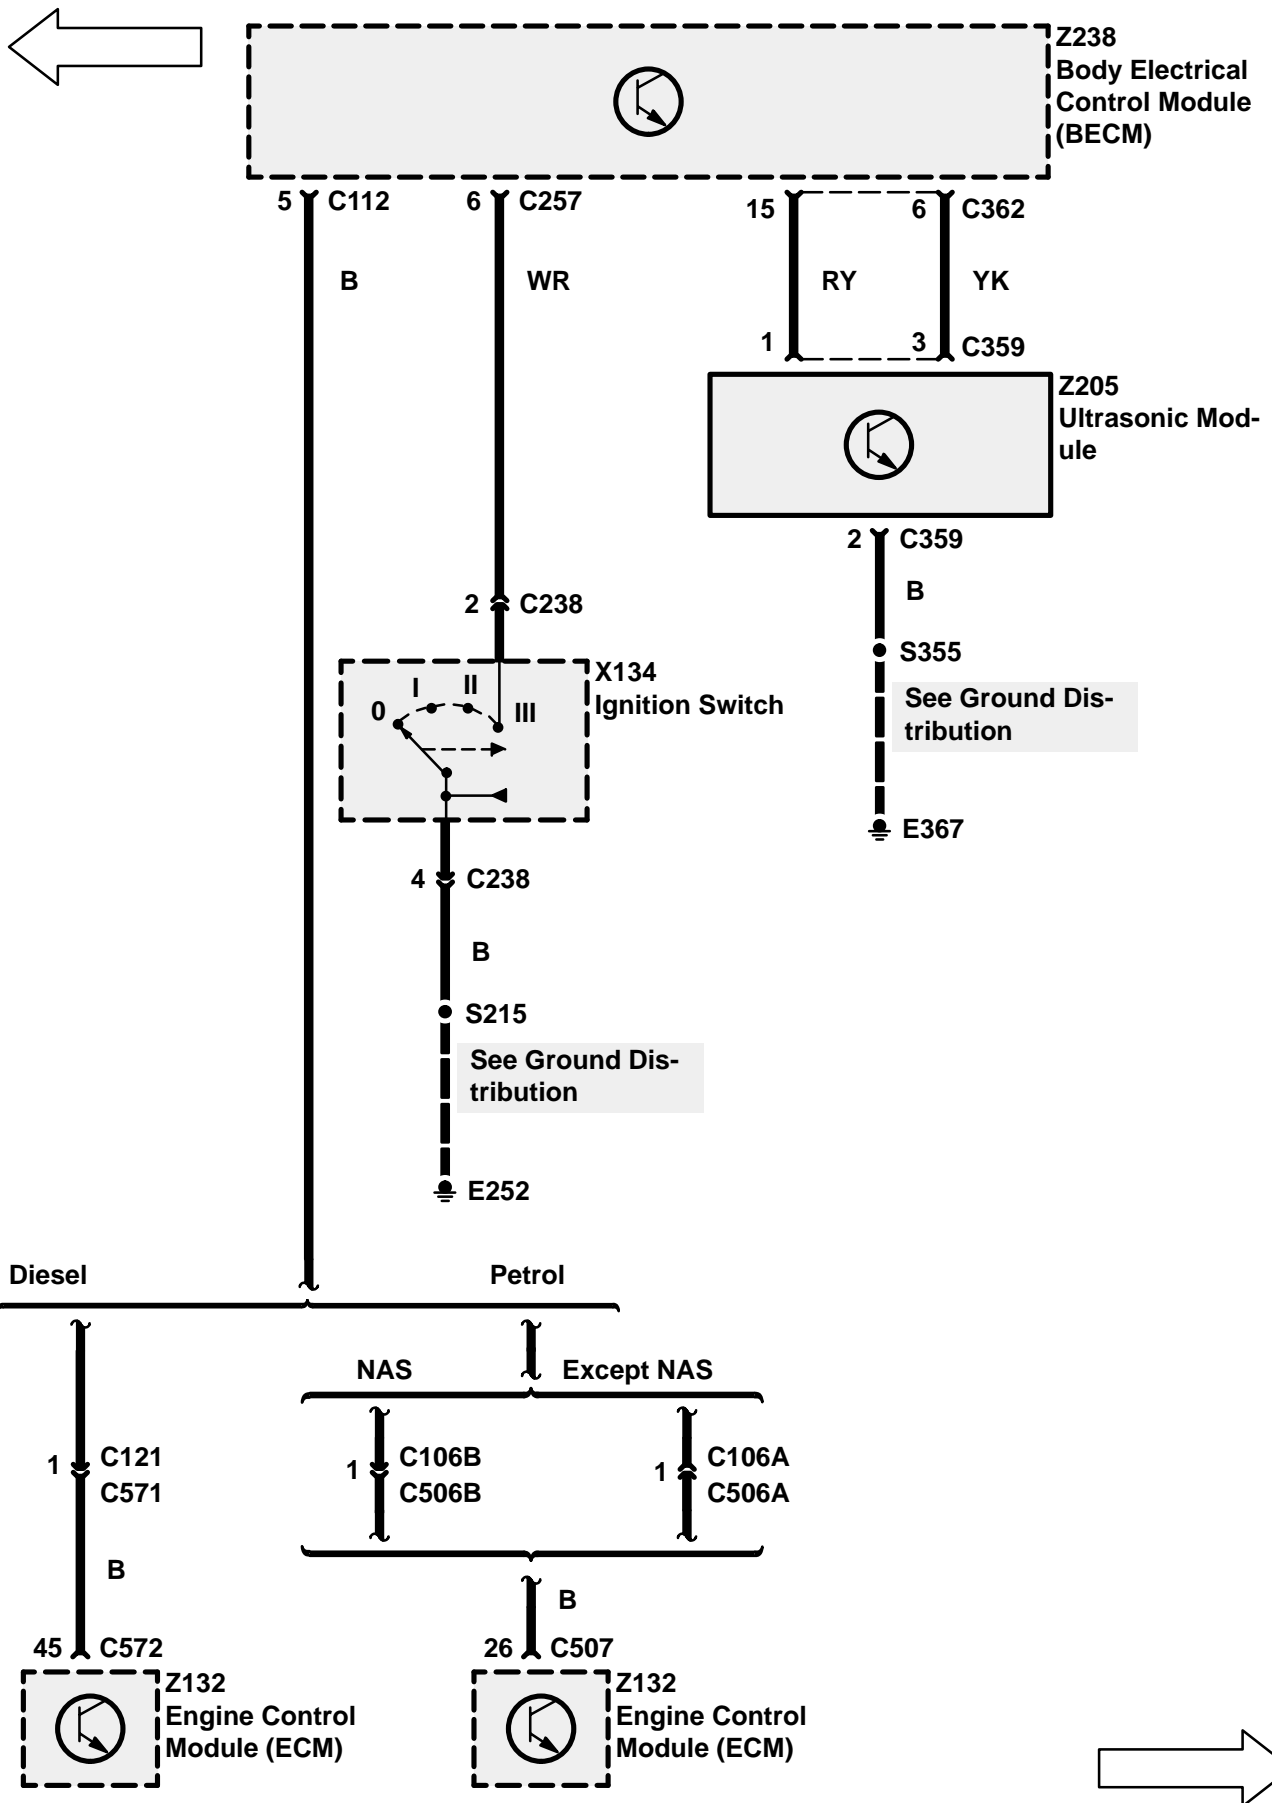 Z238
Body Electrical
Control Module
(BECM)
5 C112
6 C257
15
6 C362
B
WR
RY
YK
1
3 C359
Z205
Ultrasonic Mod-
ule
2 C359
B
2 C238
S355
See Ground Dis-
tribution
E367
X134
Ignition Switch
0
I
II
III
4 C238
B
S215
See Ground Dis-
tribution
E252
Diesel
Petrol
NAS
Except NAS
1
C121
C571
1
C106B
C506B
1
C106A
C506A
B
B
45 C572
26 C507
Z132
Engine Control
Module (ECM)
Z132
Engine Control
Module (ECM)